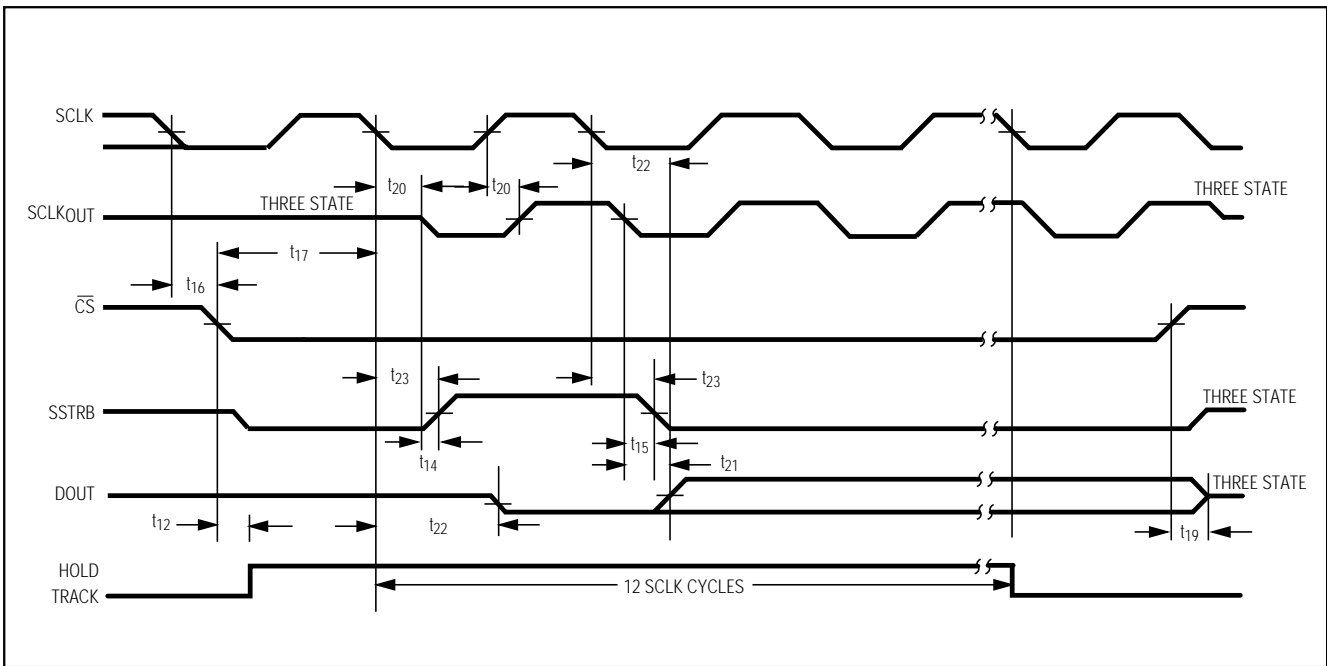 SCLK
t22
t20
t20
THREE STATE
THREE STATE
SCLKOUT
t17
t16
CS
t23
t23
SSTRB
THREE STATE
t14
t15
t21
DOUT
THREE STATE
t12
t22
t19
HOLD
TRACK
12 SCLK CYCLES